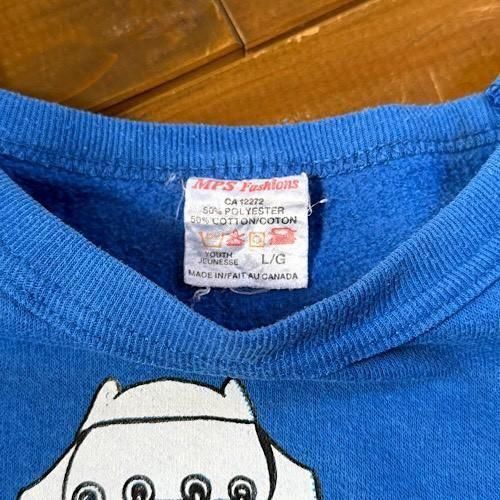 MPS Fashions
CA 12272
50% POLYESTER
50% COTTON/COTON
YOUTH
JEUNESSE
L/G
MADE IN/FAIT AU CANADA